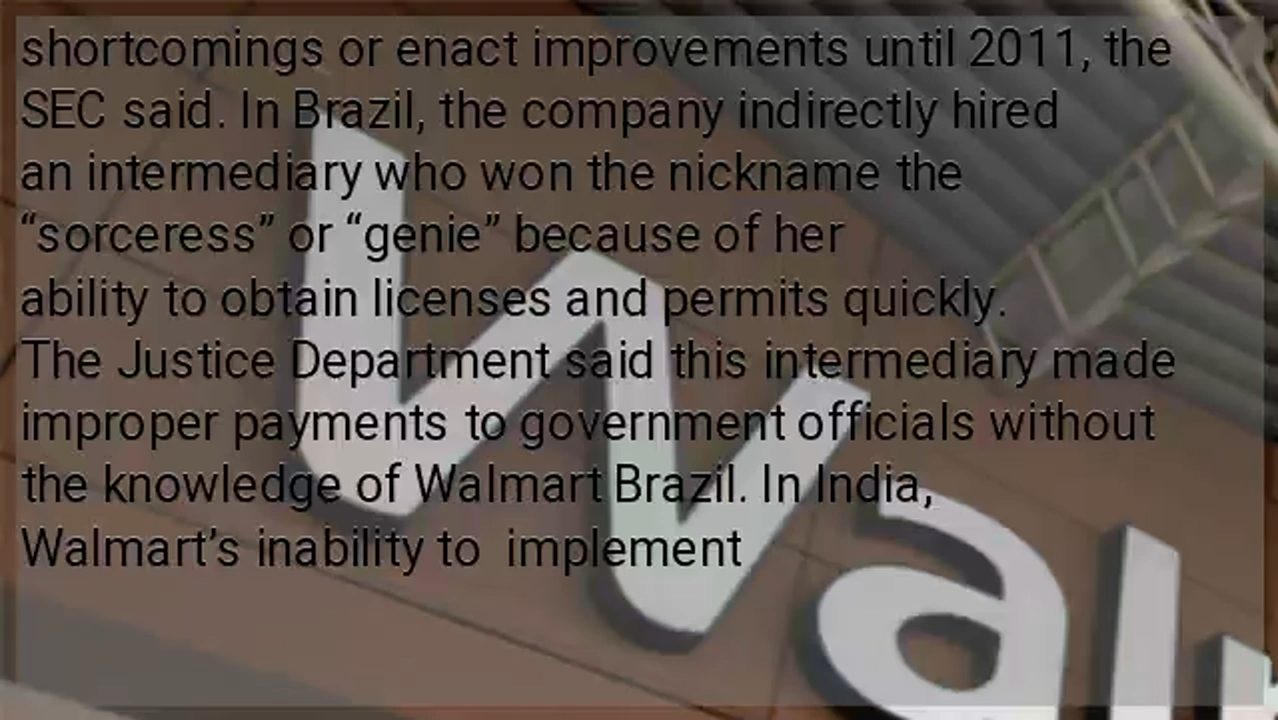 shortcomings or enact improvements until 2011, the
SEC said. In Brazil, the company indirectly hired
an intermediary who won the nickname the
“sorceress” or “genie” because of her
ability to obtain licenses and permits quickly.
The Justice Department said this intermediary made
improper payments to government officials without
the knowledge of Walmart Brazil. In India,
Walmart’s inability to  implement
Wal